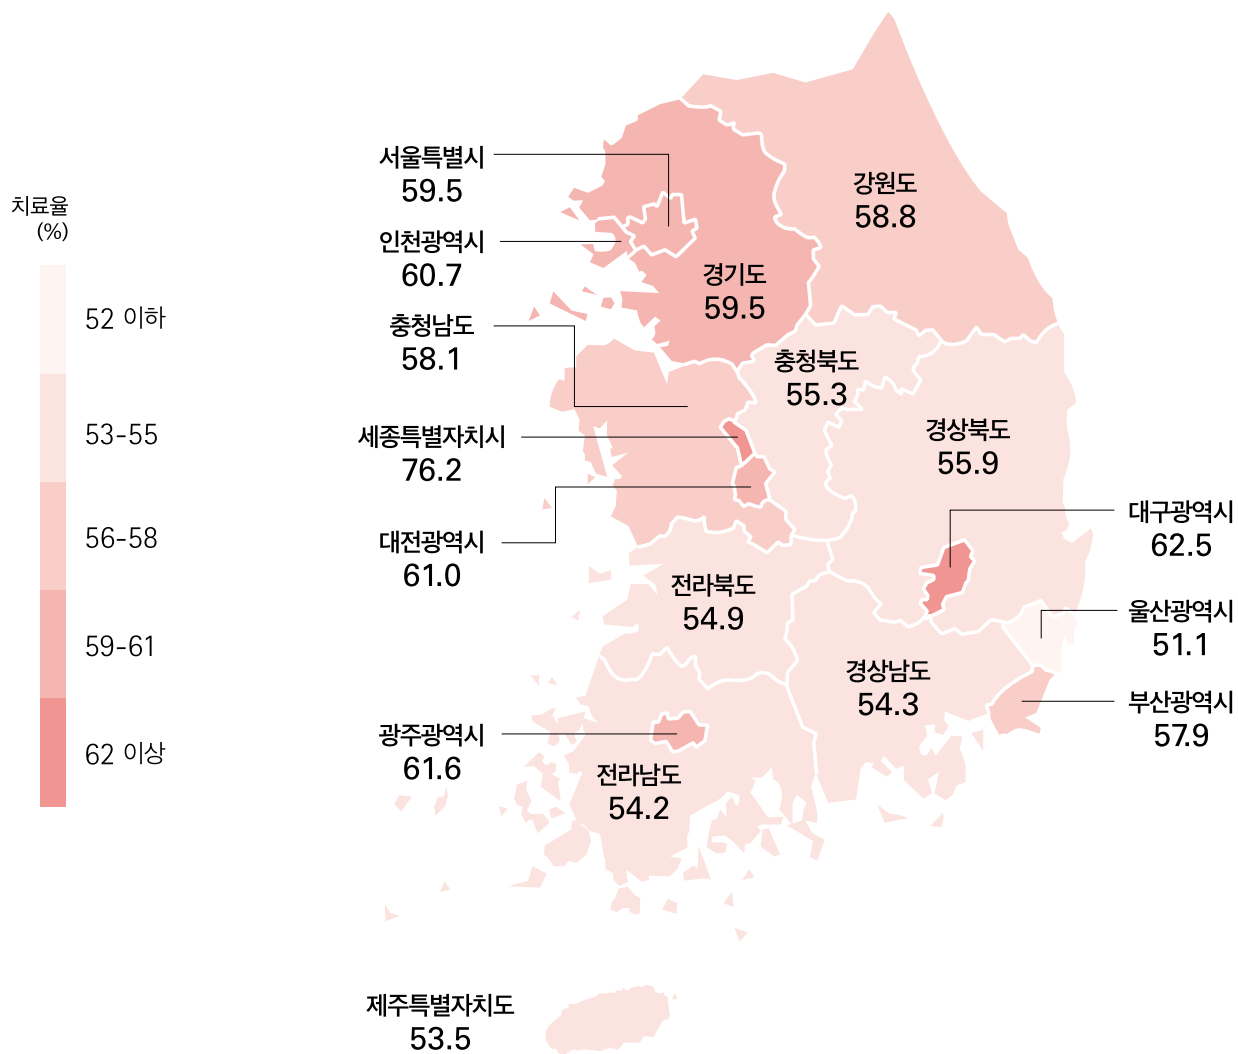 치료율
(%)
52 이하
53-55
56-58
59-61
62 이상
서울특별시
59.5
인천광역시
60.7
충청남도
58.1
세종특별자치시
76.2
대전광역시
61.0
광주광역시
61.6
강원도
58.8
경기도
59.5
충청북도
55.3
경상북도
55.9
대구광역시
62.5
울산광역시
51.1
부산광역시
57.9
전라북도
54.9
경상남도
54.3
전라남도
54.2
제주특별자치도
53.5